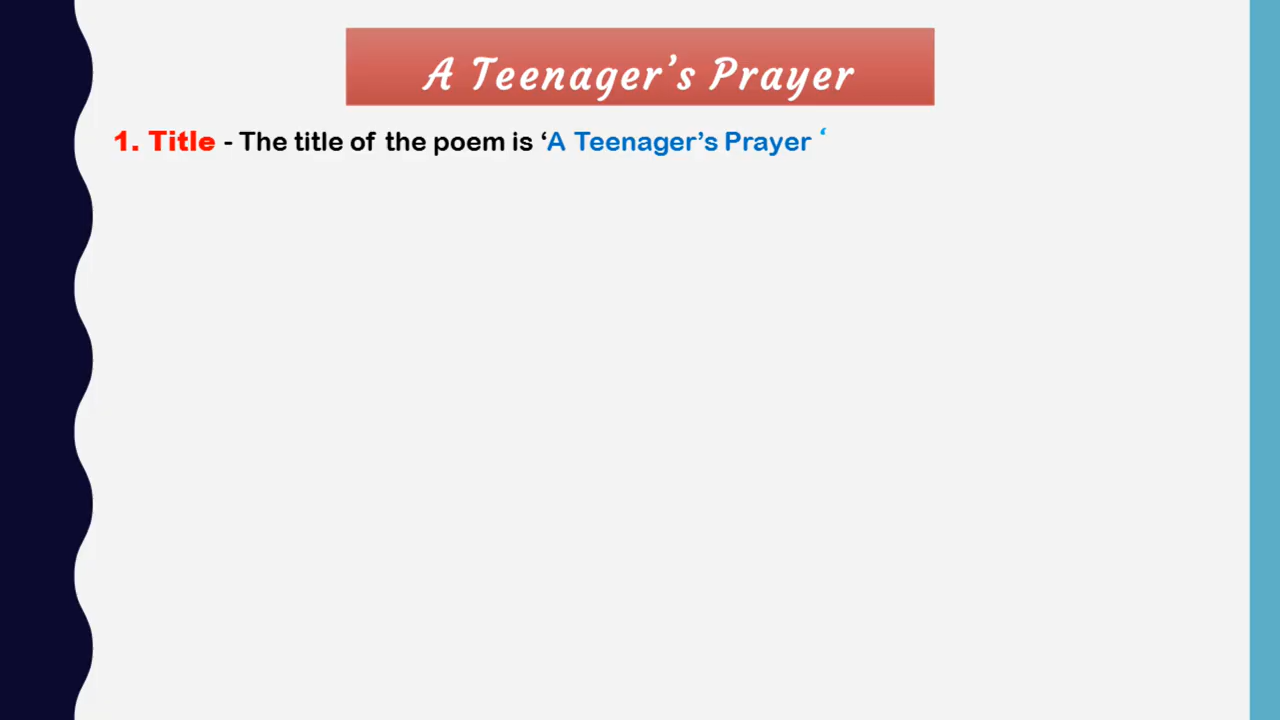 A Teenager’s Prayer
1. Title - The title of the poem is ‘A Teenager’s Prayer ‘